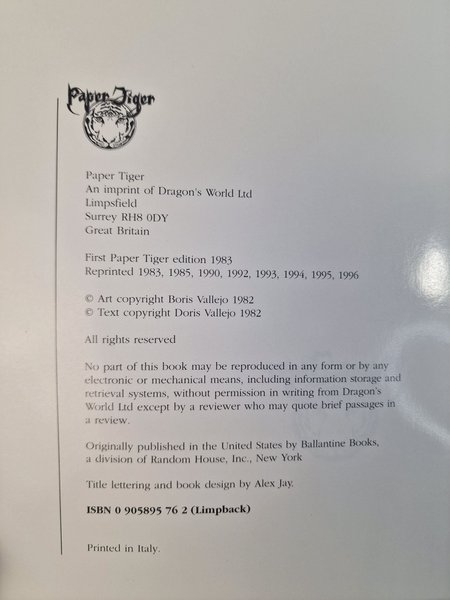 Paper Tiger
Paper Tiger
An imprint of Dragon's World Ltd
Limpsfield
Surrey RH8 0DY
Great Britain
First Paper Tiger edition 1983
Reprinted 1983, 1985, 1990, 1992, 1993, 1994, 1995, 1996
© Art copyright Boris Vallejo 1982
© Text copyright Doris Vallejo 1982
All rights reserved
No part of this book may be reproduced in any form or by any
electronic or mechanical means, including information storage and
retrieval systems, without permission in writing from Dragon's
World Ltd except by a reviewer who may quote brief passages in
a review.
Originally published in the United States by Ballantine Books,
a division of Random House, Inc., New York
Title lettering and book design by Alex Jay.
ISBN 0 905895 76 2 (Limpback)
Printed in Italy.